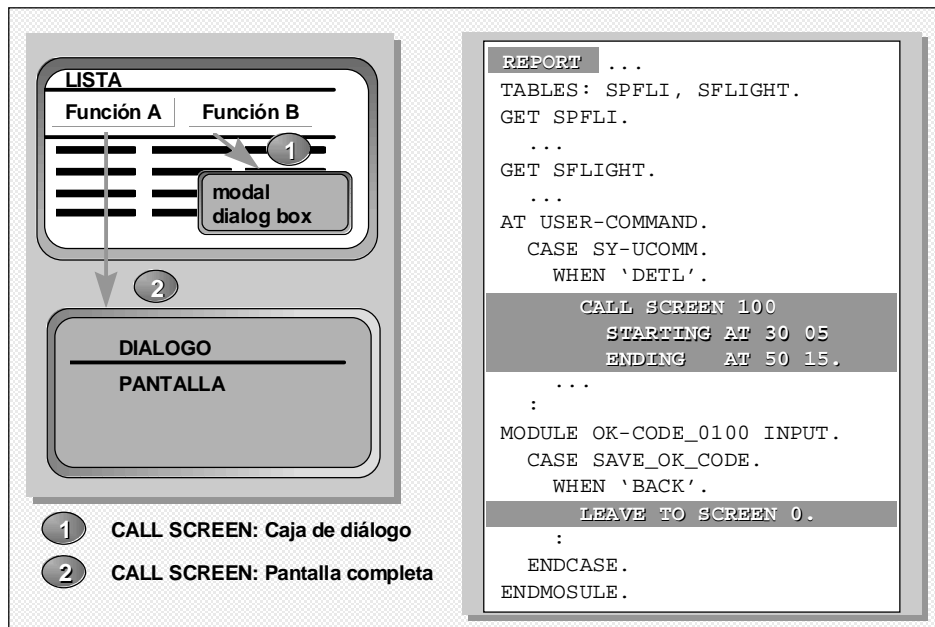 LISTA
Función A Función B
1
modal
dialog box
2
DIALOGO
PANTALLA
1 CALL SCREEN: Caja de diálogo
2 CALL SCREEN: Pantalla completa
REPORT ...
TABLES: SPFLI, SFLIGHT.
GET SPFLI.
...
GET SFLIGHT.
...
AT USER-COMMAND.
CASE SY-UCOMM.
WHEN ‘DETL’.
CALL SCREEN 100
STARTING AT 30 05
ENDING AT 50 15.
...
:
MODULE OK-CODE_0100 INPUT.
CASE SAVE_OK_CODE.
WHEN ‘BACK’.
LEAVE TO SCREEN 0.
:
ENDCASE.
ENDMOSULE.